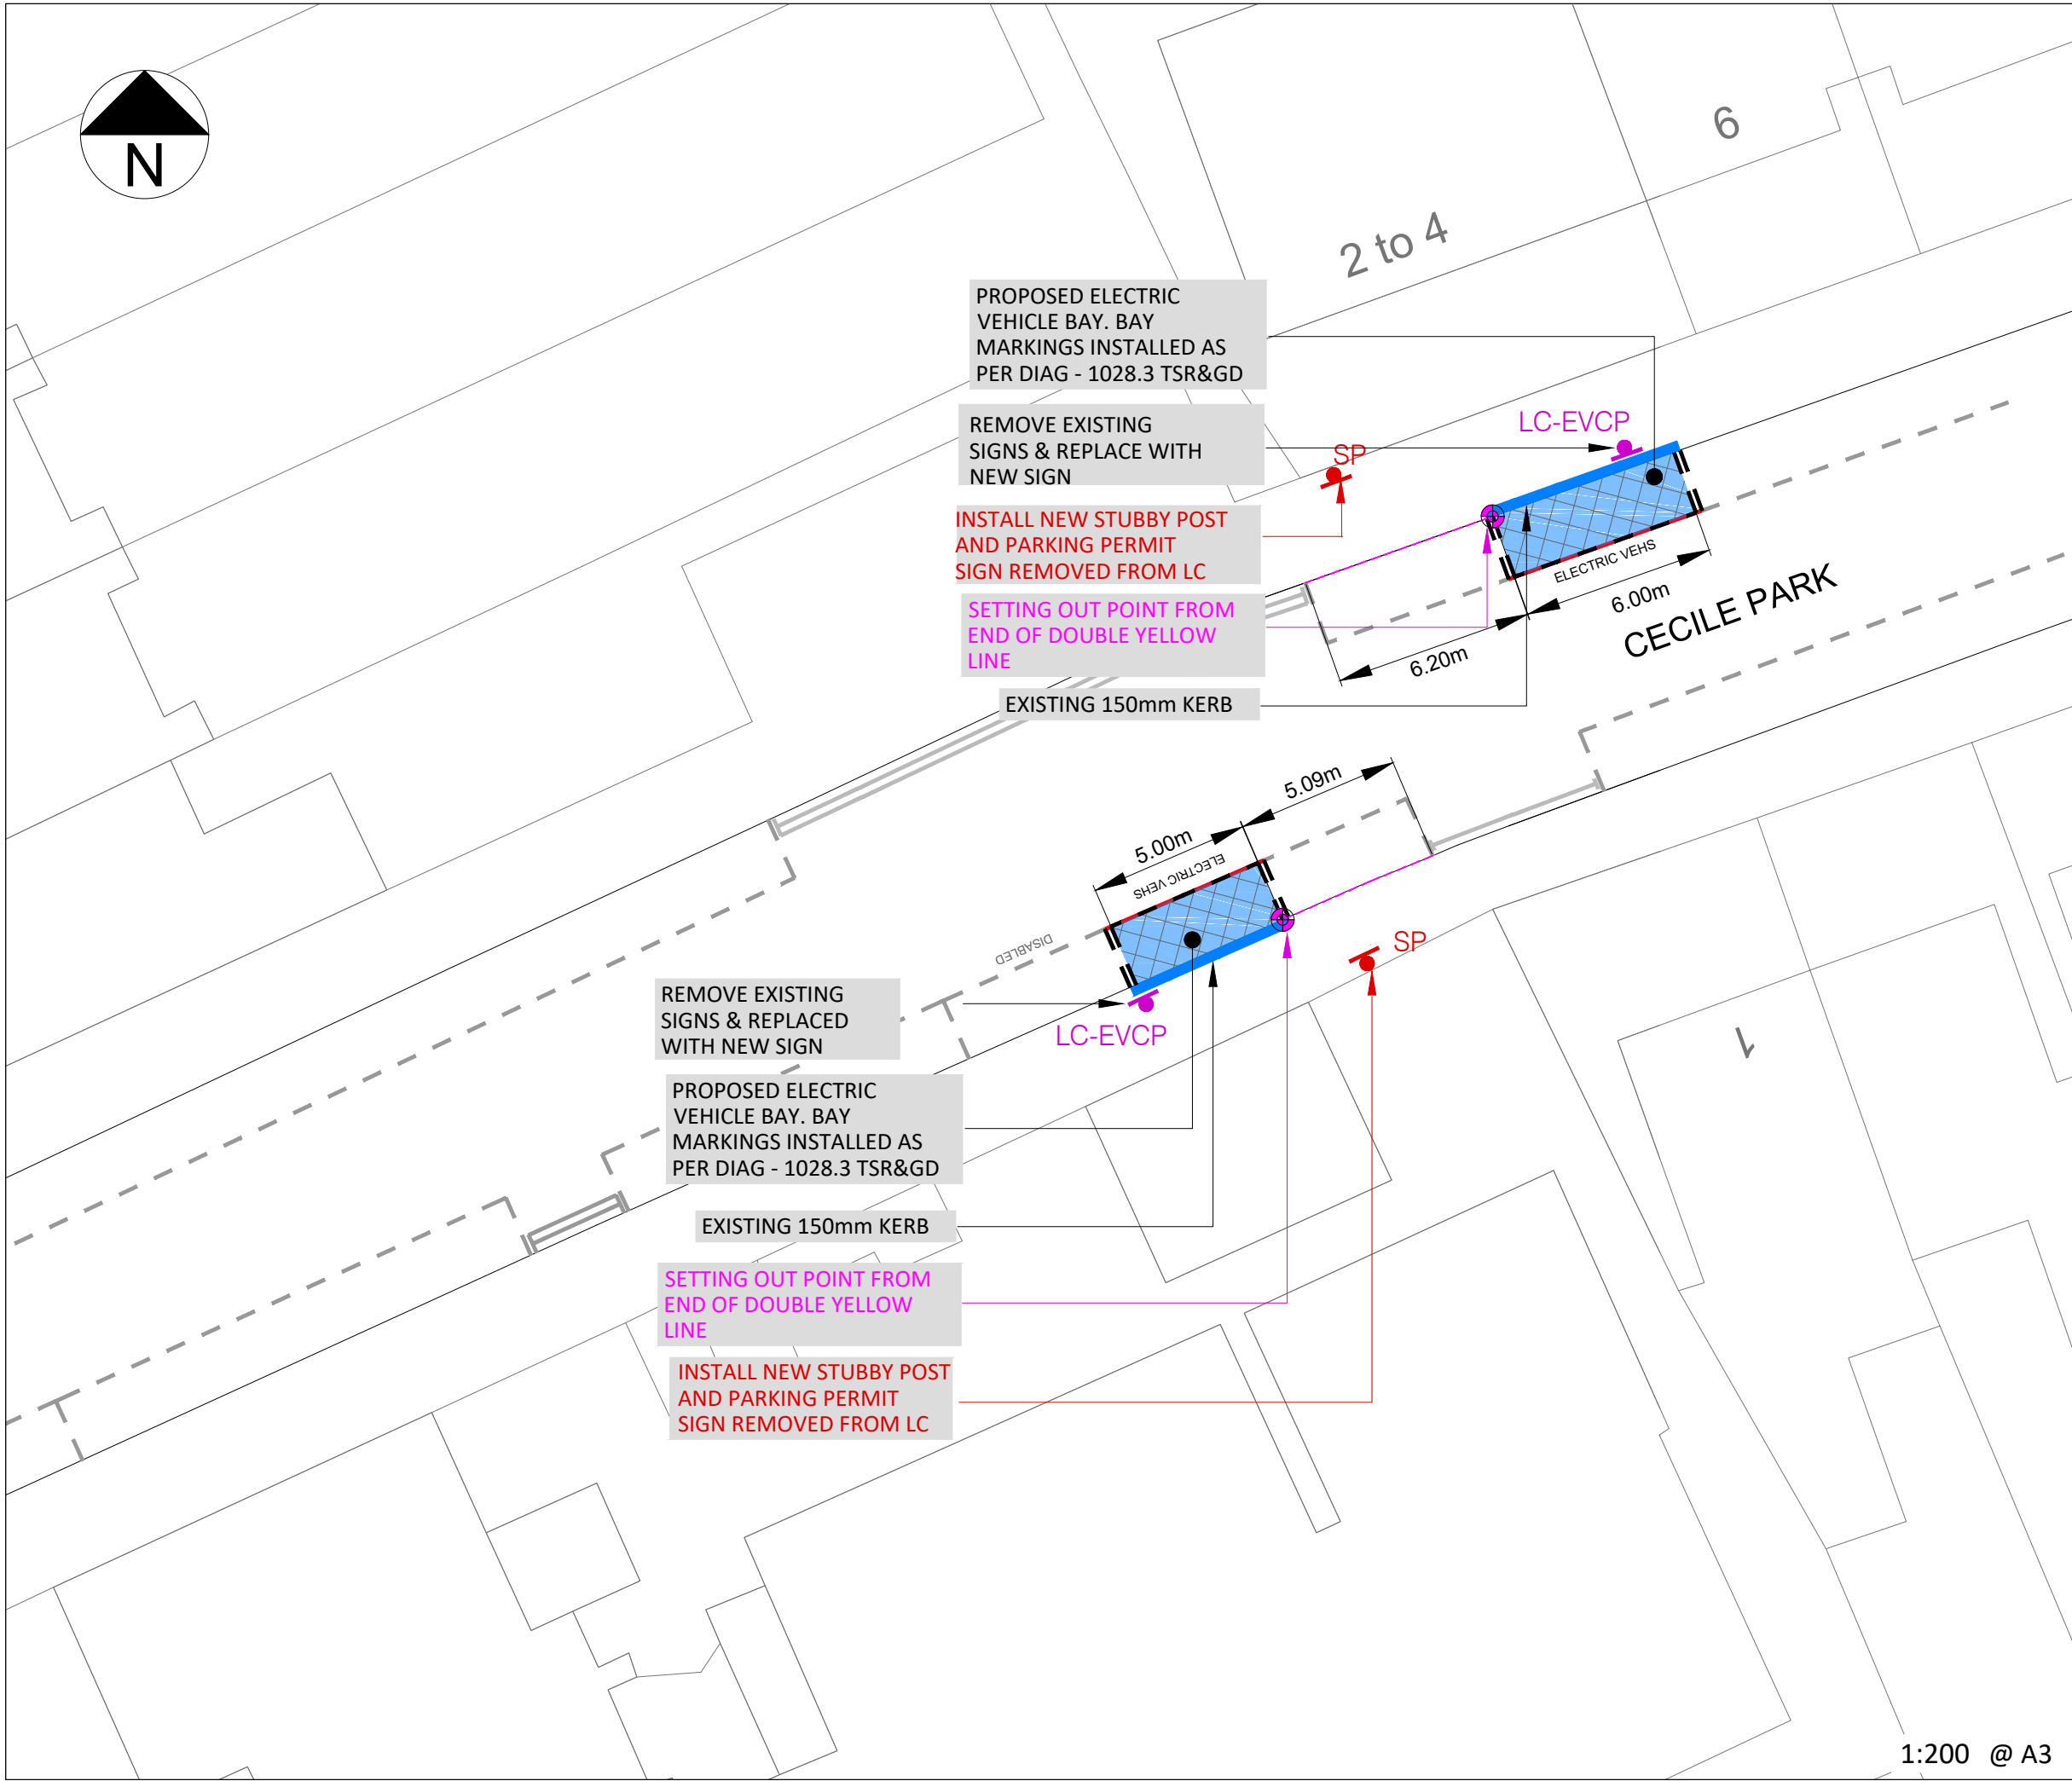 N
6
2 to 4
PROPOSED ELECTRIC
VEHICLE BAY. BAY
MARKINGS INSTALLED AS
PER DIAG - 1028.3 TSR&GD
REMOVE EXISTING
SIGNS & REPLACE WITH
NEW SIGN
LC-EVCP
SP
INSTALL NEW STUBBY POST
AND PARKING PERMIT
SIGN REMOVED FROM LC
ELECTRIC VEHS
6.00m
CECILE PARK
SETTING OUT POINT FROM
END OF DOUBLE YELLOW
LINE
6.20m
EXISTING 150mm KERB
5.09m
5.00m
ELECTRIC VEHS
DISABLED
SP
REMOVE EXISTING
SIGNS & REPLACED
WITH NEW SIGN
LC-EVCP
1
PROPOSED ELECTRIC
VEHICLE BAY. BAY
MARKINGS INSTALLED AS
PER DIAG - 1028.3 TSR&GD
EXISTING 150mm KERB
SETTING OUT POINT FROM
END OF DOUBLE YELLOW
LINE
INSTALL NEW STUBBY POST
AND PARKING PERMIT
SIGN REMOVED FROM LC
1:200 @ A3